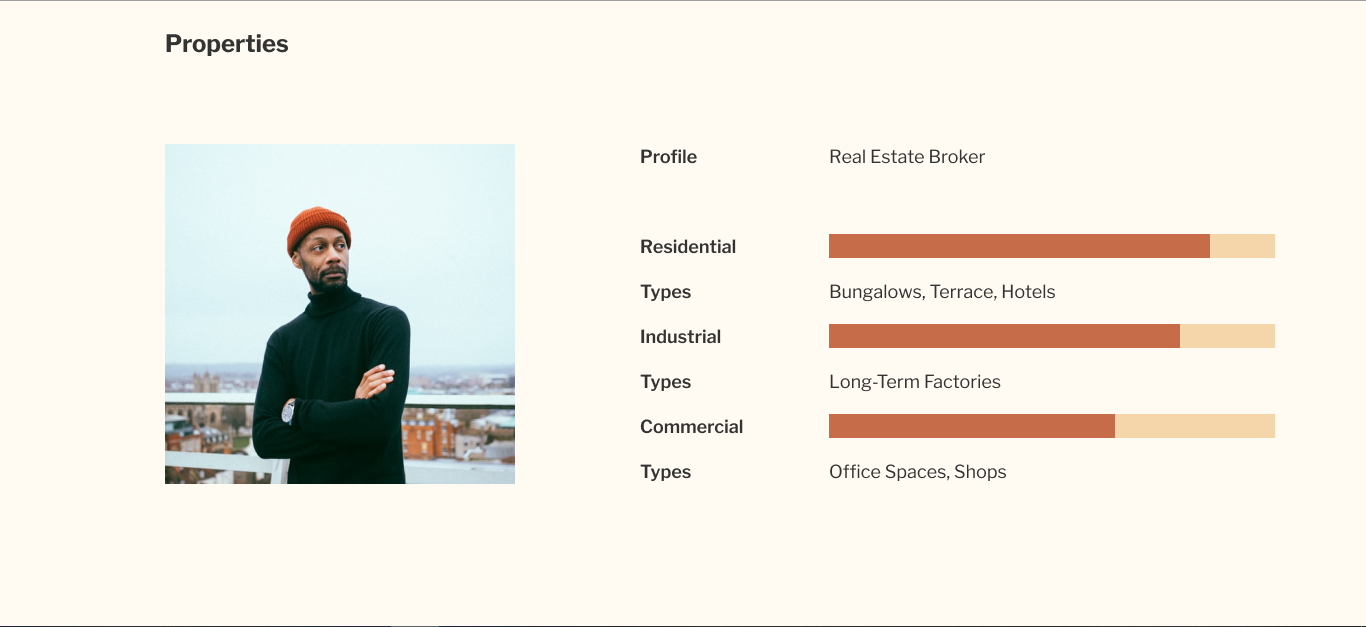 Properties
Profile Real Estate Broker
Residential
Types Bungalows, Terrace, Hotels
Industrial
Types Long-Term Factories
Commercial
Types Office Spaces, Shops